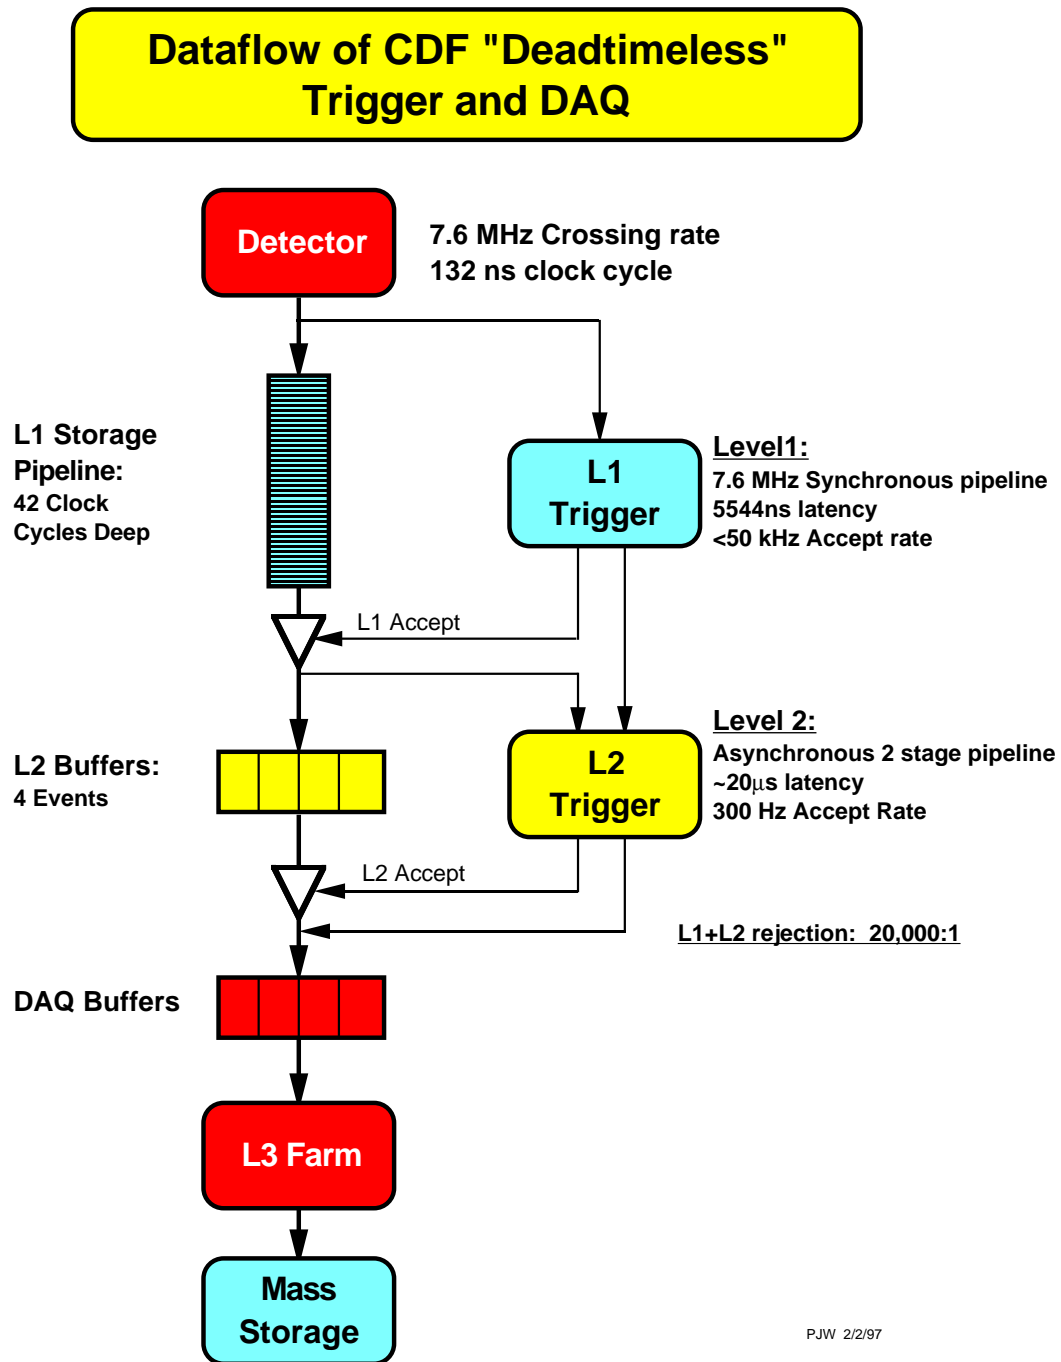 Dataflow of CDF "Deadtimeless"
Trigger and DAQ
Detector
7.6 MHz Crossing rate
132 ns clock cycle
L1 Storage
Pipeline:
42 Clock
Cycles Deep
L1
Trigger
Level1:
7.6 MHz Synchronous pipeline
5544ns latency
<50 kHz Accept rate
L1 Accept
L2 Buffers:
4 Events
L2
Trigger
Level 2:
Asynchronous 2 stage pipeline
~20μs latency
300 Hz Accept Rate
L2 Accept
L1+L2 rejection: 20,000:1
DAQ Buffers
L3 Farm
Mass
Storage
PJW 2/2/97